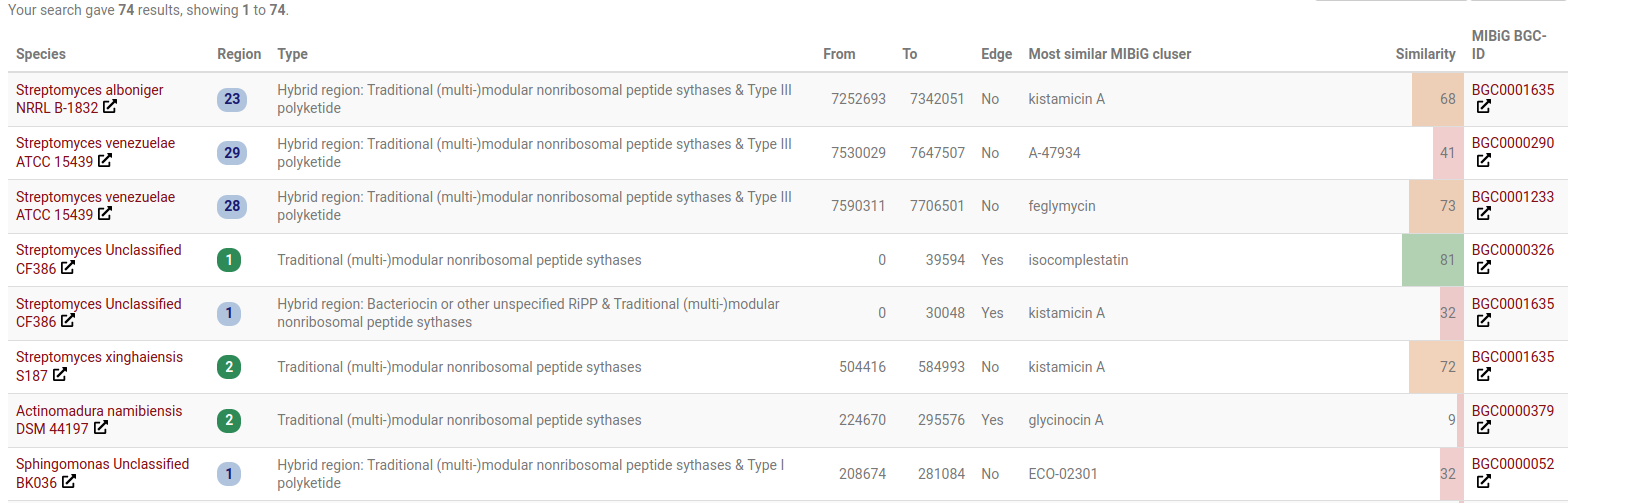 Your search gave 74 results, showing 1 to 74.
Species Region Type From To Edge Most similar MIBiG cluser Similarity MIBiG BGC-
ID
Streptomyces alboniger
NRRL B-1832
23
Hybrid region: Traditional (multi-)modular nonribosomal peptide sythases & Type III
polyketide
7252693 7342051 No kistamicin A 68 BGC0001635
Streptomyces venezuelae
ATCC 15439
29
Hybrid region: Traditional (multi-)modular nonribosomal peptide sythases & Type III
polyketide
7530029 7647507 No A-47934 41 BGC0000290
Streptomyces venezuelae
ATCC 15439
28
Hybrid region: Traditional (multi-)modular nonribosomal peptide sythases & Type III
polyketide
7590311 7706501 No feglymycin 73 BGC0001233
Streptomyces Unclassified
CF386
1
Traditional (multi-)modular nonribosomal peptide sythases
0 39594 Yes isocomplestatin 81 BGC0000326
Streptomyces Unclassified
CF386
1
Hybrid region: Bacteriocin or other unspecified RiPP & Traditional (multi-)modular
nonribosomal peptide sythases
0 30048 Yes kistamicin A 32 BGC0001635
Streptomyces xinghaiensis
S187
2
Traditional (multi-)modular nonribosomal peptide sythases
504416 584993 No kistamicin A 72 BGC0001635
Actinomadura namibiensis
DSM 44197
2
Traditional (multi-)modular nonribosomal peptide sythases
224670 295576 Yes glycinocin A 9 BGC0000379
Sphingomonas Unclassified
BK036
1
Hybrid region: Traditional (multi-)modular nonribosomal peptide sythases & Type I
polyketide
208674 281084 No ECO-02301 32 BGC0000052